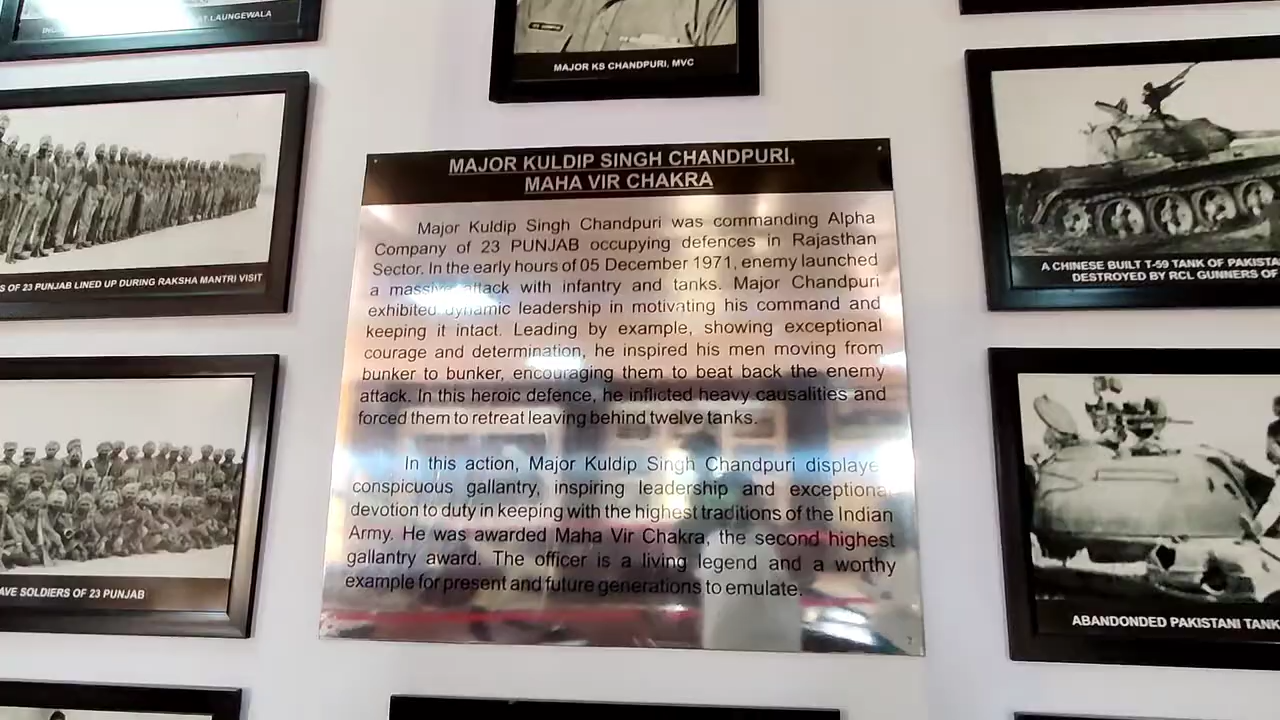 AT LAUNGEWALA
MAJOR KS CHANDPURI, MVC
S OF 23 PUNJAB LINED UP DURING RAKSHA MANTRI VISIT
MAJOR KULDIP SINGH CHANDPURI,
MAHA VIR CHAKRA
Major Kuldip Singh Chandpuri was commanding Alpha
Company of 23 PUNJAB occupying defences in Rajasthan
Sector. In the early hours of 05 December 1971, enemy launched
a massive attack with infantry and tanks. Major Chandpuri
exhibited dynamic leadership in motivating his command and
keeping it intact. Leading by example, showing exceptional
courage and determination, he inspired his men moving from
bunker to bunker, encouraging them to beat back the enemy
attack. In this heroic defence, he inflicted heavy causalities and
forced them to retreat leaving behind twelve tanks.
In this action, Major Kuldip Singh Chandpuri displaye
conspicuous gallantry, inspiring leadership and exceptional
devotion to duty in keeping with the highest traditions of the Indian
Army. He was awarded Maha Vir Chakra, the second highest
gallantry award. The officer is a living legend and a worthy
example for present and future generations to emulate.
A CHINESE BUILT T-59 TANK OF PAKISTA
DESTROYED BY RCL GUNNERS OF
AVE SOLDIERS OF 23 PUNJAB
ABANDONDED PAKISTANI TANK